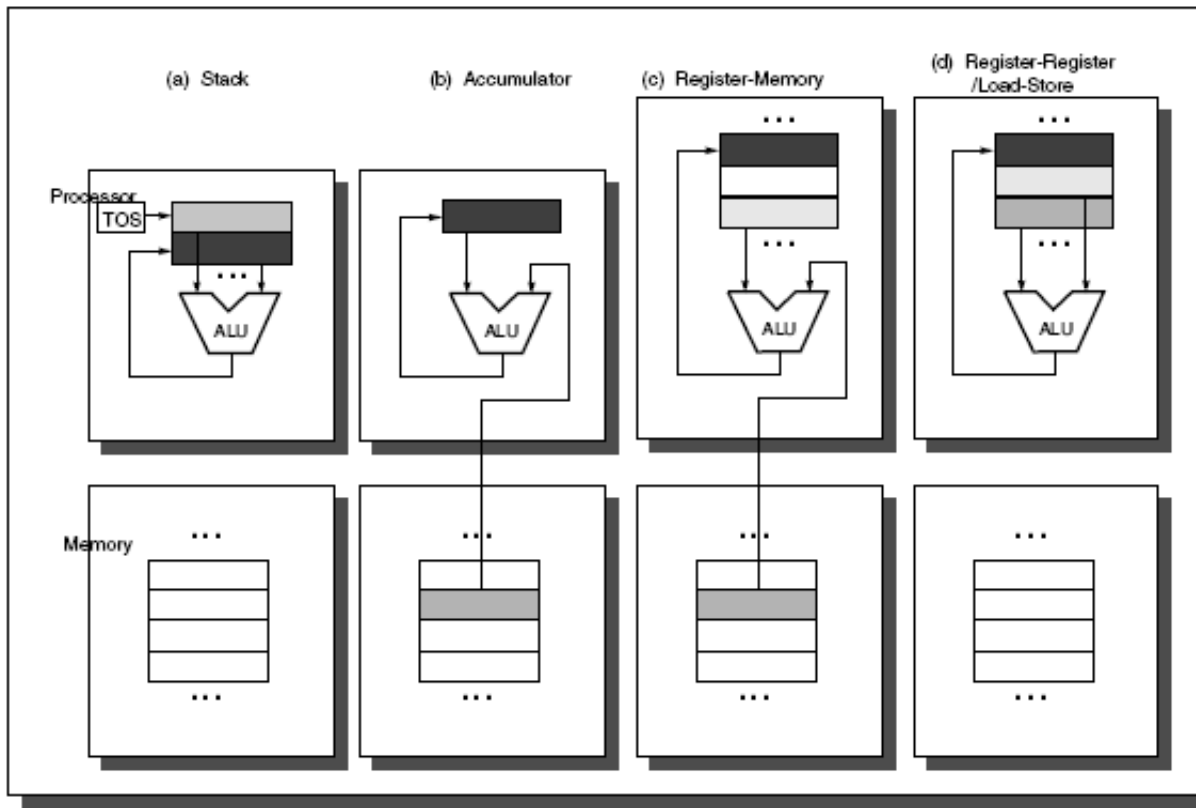 (a) Stack
(b) Accumulator
(c) Register-Memory
(d) Register-Register
/Load-Store
...
...
Processor
TOS
...
...
...
ALU
ALU
ALU
ALU
Memory
...
...
...
...
...
...
...
...